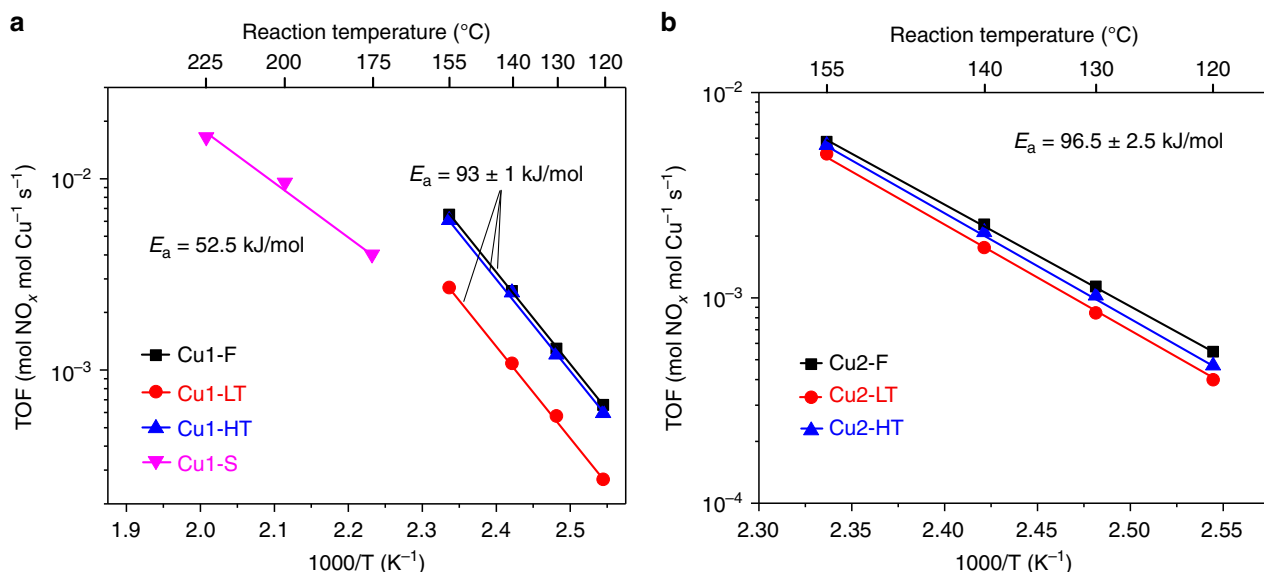 a
Reaction temperature (°C)
225 200 175 155 140 130 120
10⁻²
10⁻³
TOF (mol NOₓ mol Cu⁻¹ s⁻¹)
Eₐ = 93 ± 1 kJ/mol
Eₐ = 52.5 kJ/mol
Cu1-F
Cu1-LT
Cu1-HT
Cu1-S
1.9 2.0 2.1 2.2 2.3 2.4 2.5
1000/T (K⁻¹)
b
Reaction temperature (°C)
155 140 130 120
10⁻²
10⁻³
10⁻⁴
TOF (mol NOₓ mol Cu⁻¹ s⁻¹)
Eₐ = 96.5 ± 2.5 kJ/mol
Cu2-F
Cu2-LT
Cu2-HT
2.30 2.35 2.40 2.45 2.50 2.55
1000/T (K⁻¹)